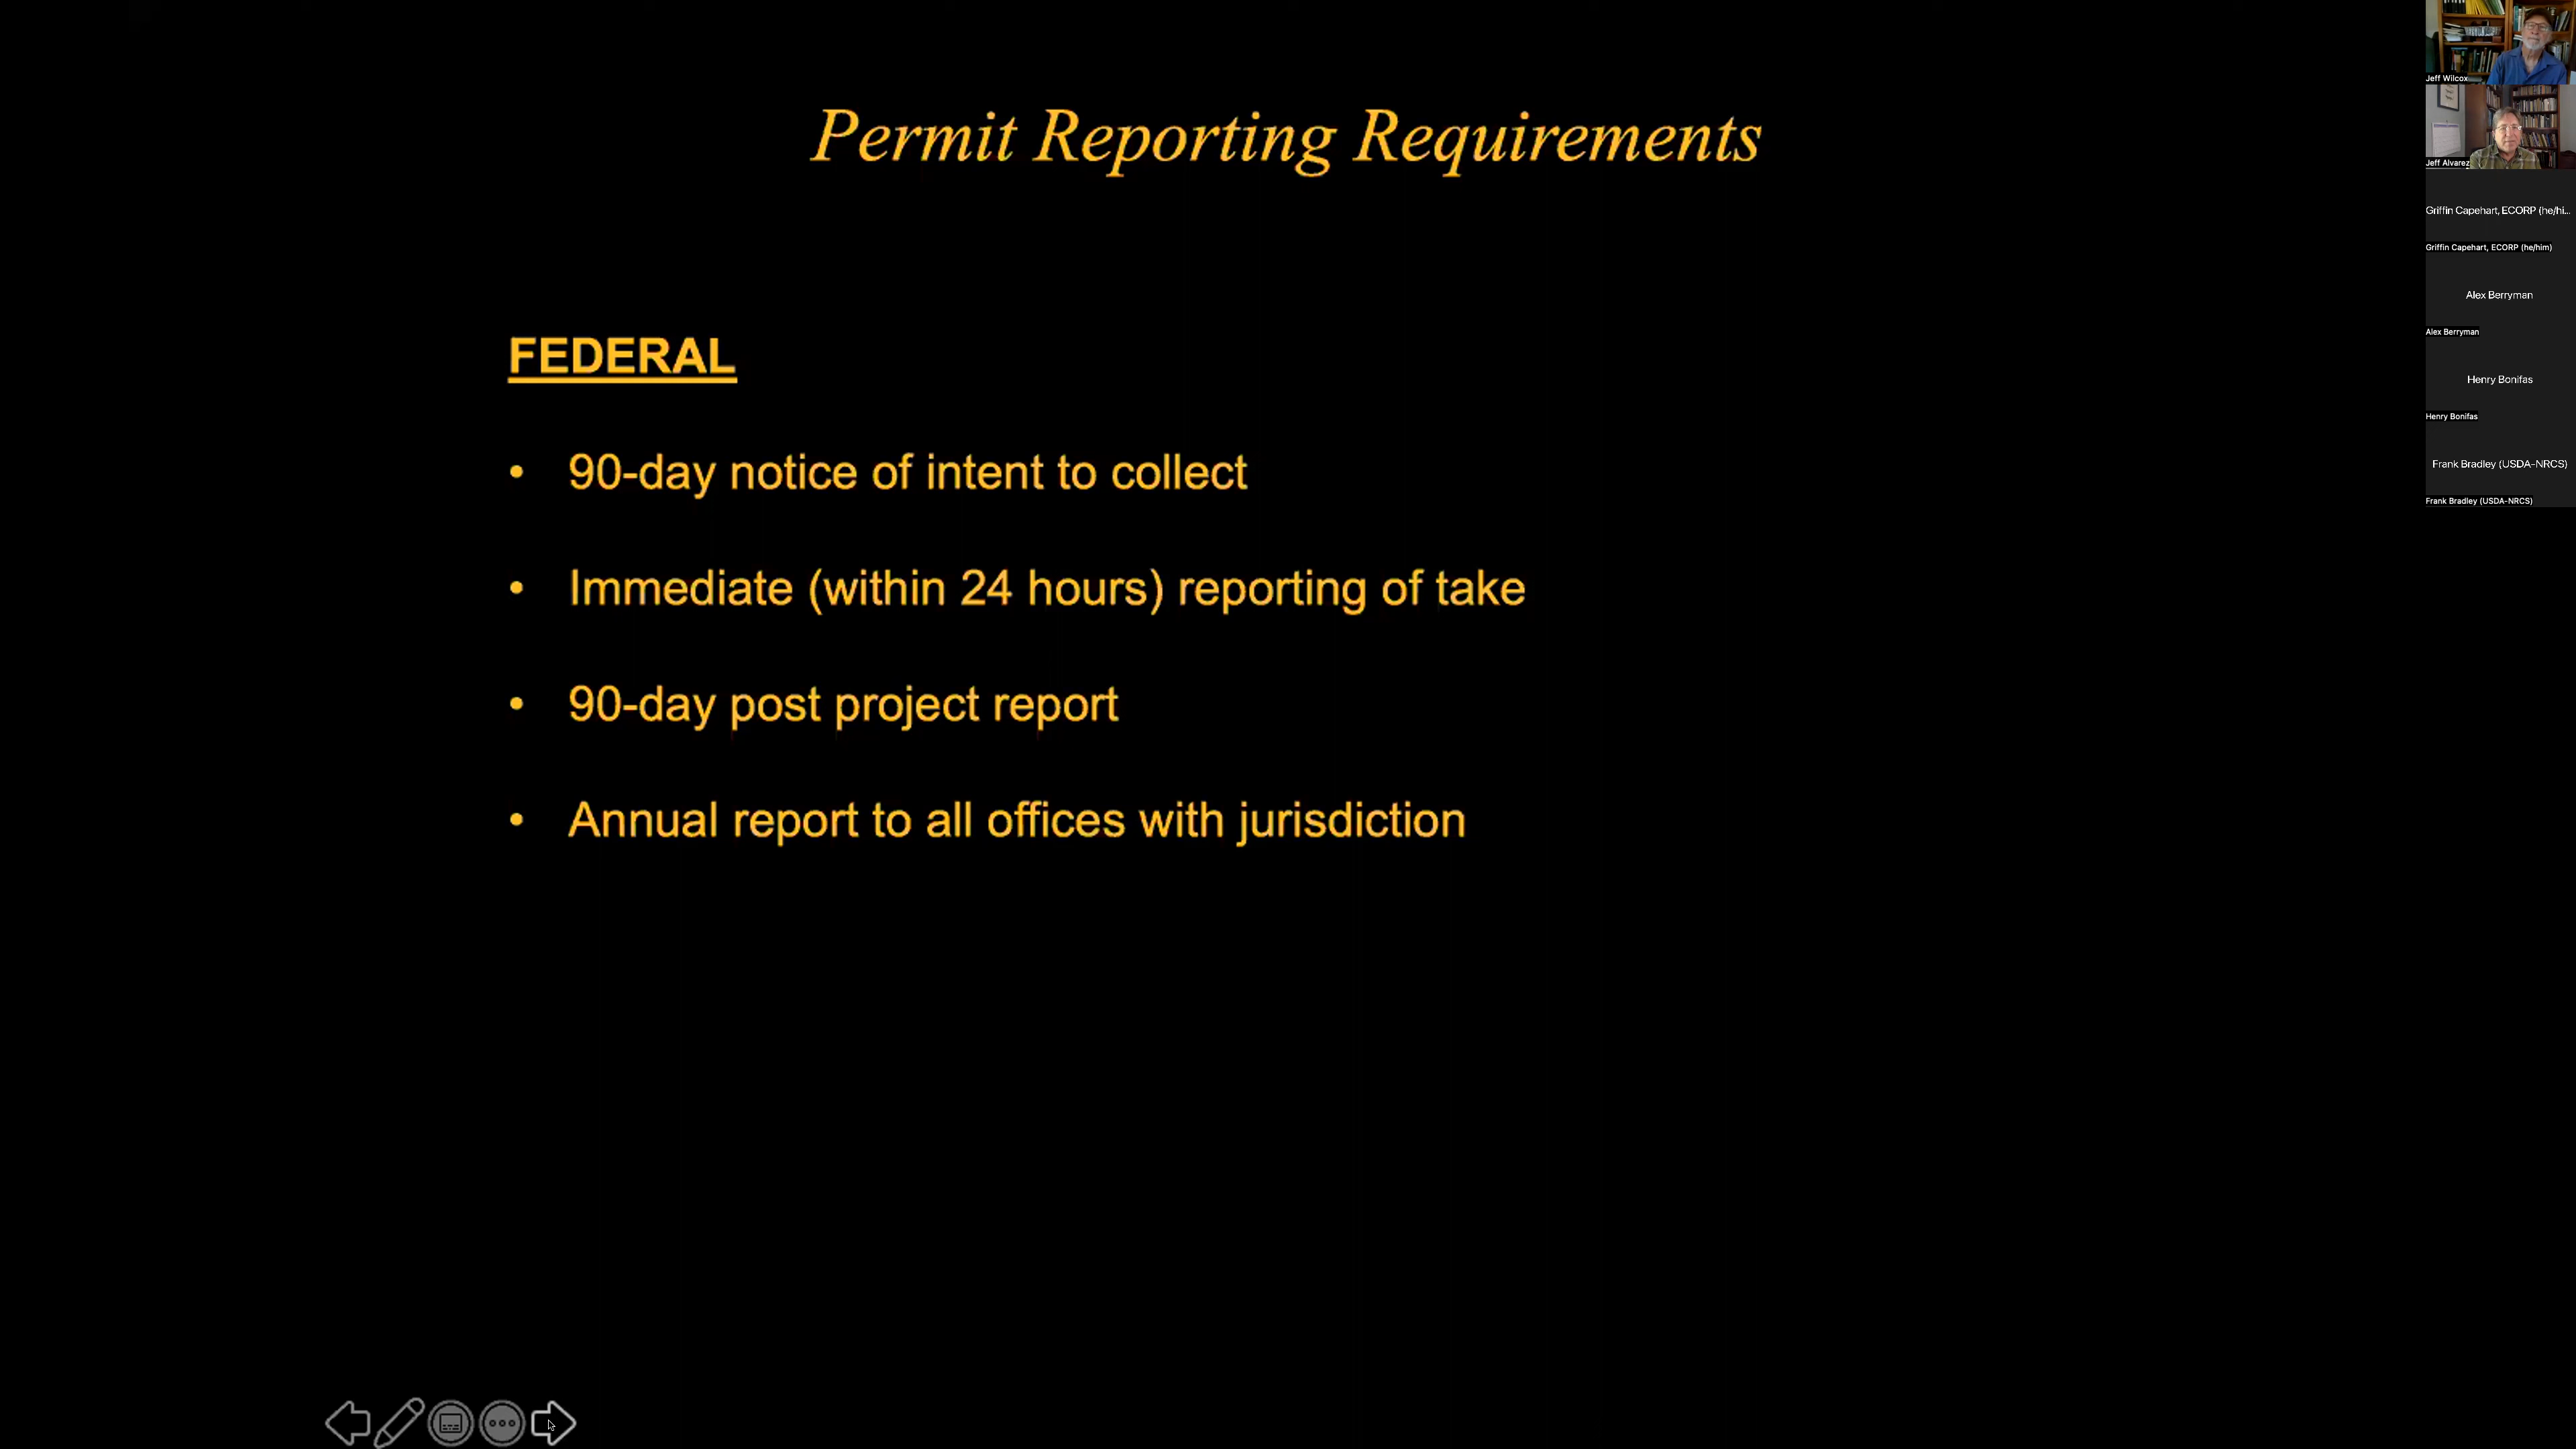 Permit Reporting Requirements
FEDERAL
• 90-day notice of intent to collect
• Immediate (within 24 hours) reporting of take
• 90-day post project report
• Annual report to all offices with jurisdiction
Jeff Wilcox
Jeff Alvarez
Griffin Capehart, ECORP (he/hi...
Griffin Capehart, ECORP (he/him)
Alex Berryman
Alex Berryman
Henry Bonifas
Henry Bonifas
Frank Bradley (USDA-NRCS)
Frank Bradley (USDA-NRCS)